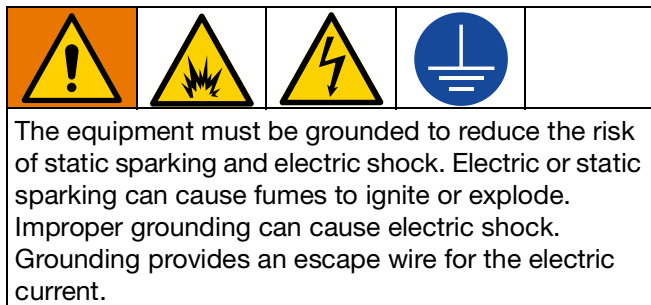 The equipment must be grounded to reduce the risk
of static sparking and electric shock. Electric or static
sparking can cause fumes to ignite or explode.
Improper grounding can cause electric shock.
Grounding provides an escape wire for the electric
current.